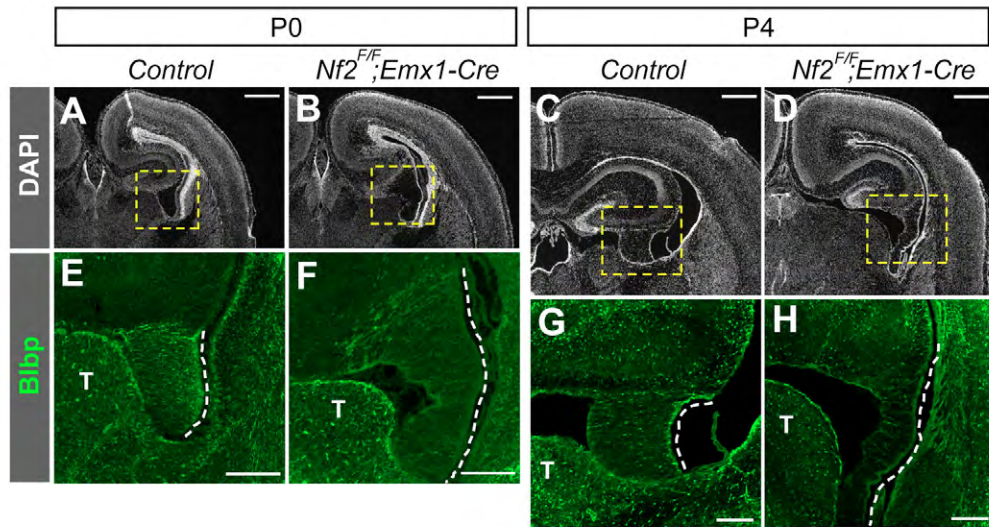 P0 P4
Control Nf2F/F;Emx1-Cre Control Nf2F/F;Emx1-Cre
DAPI A B C D
Blbp E F G H
T T T T